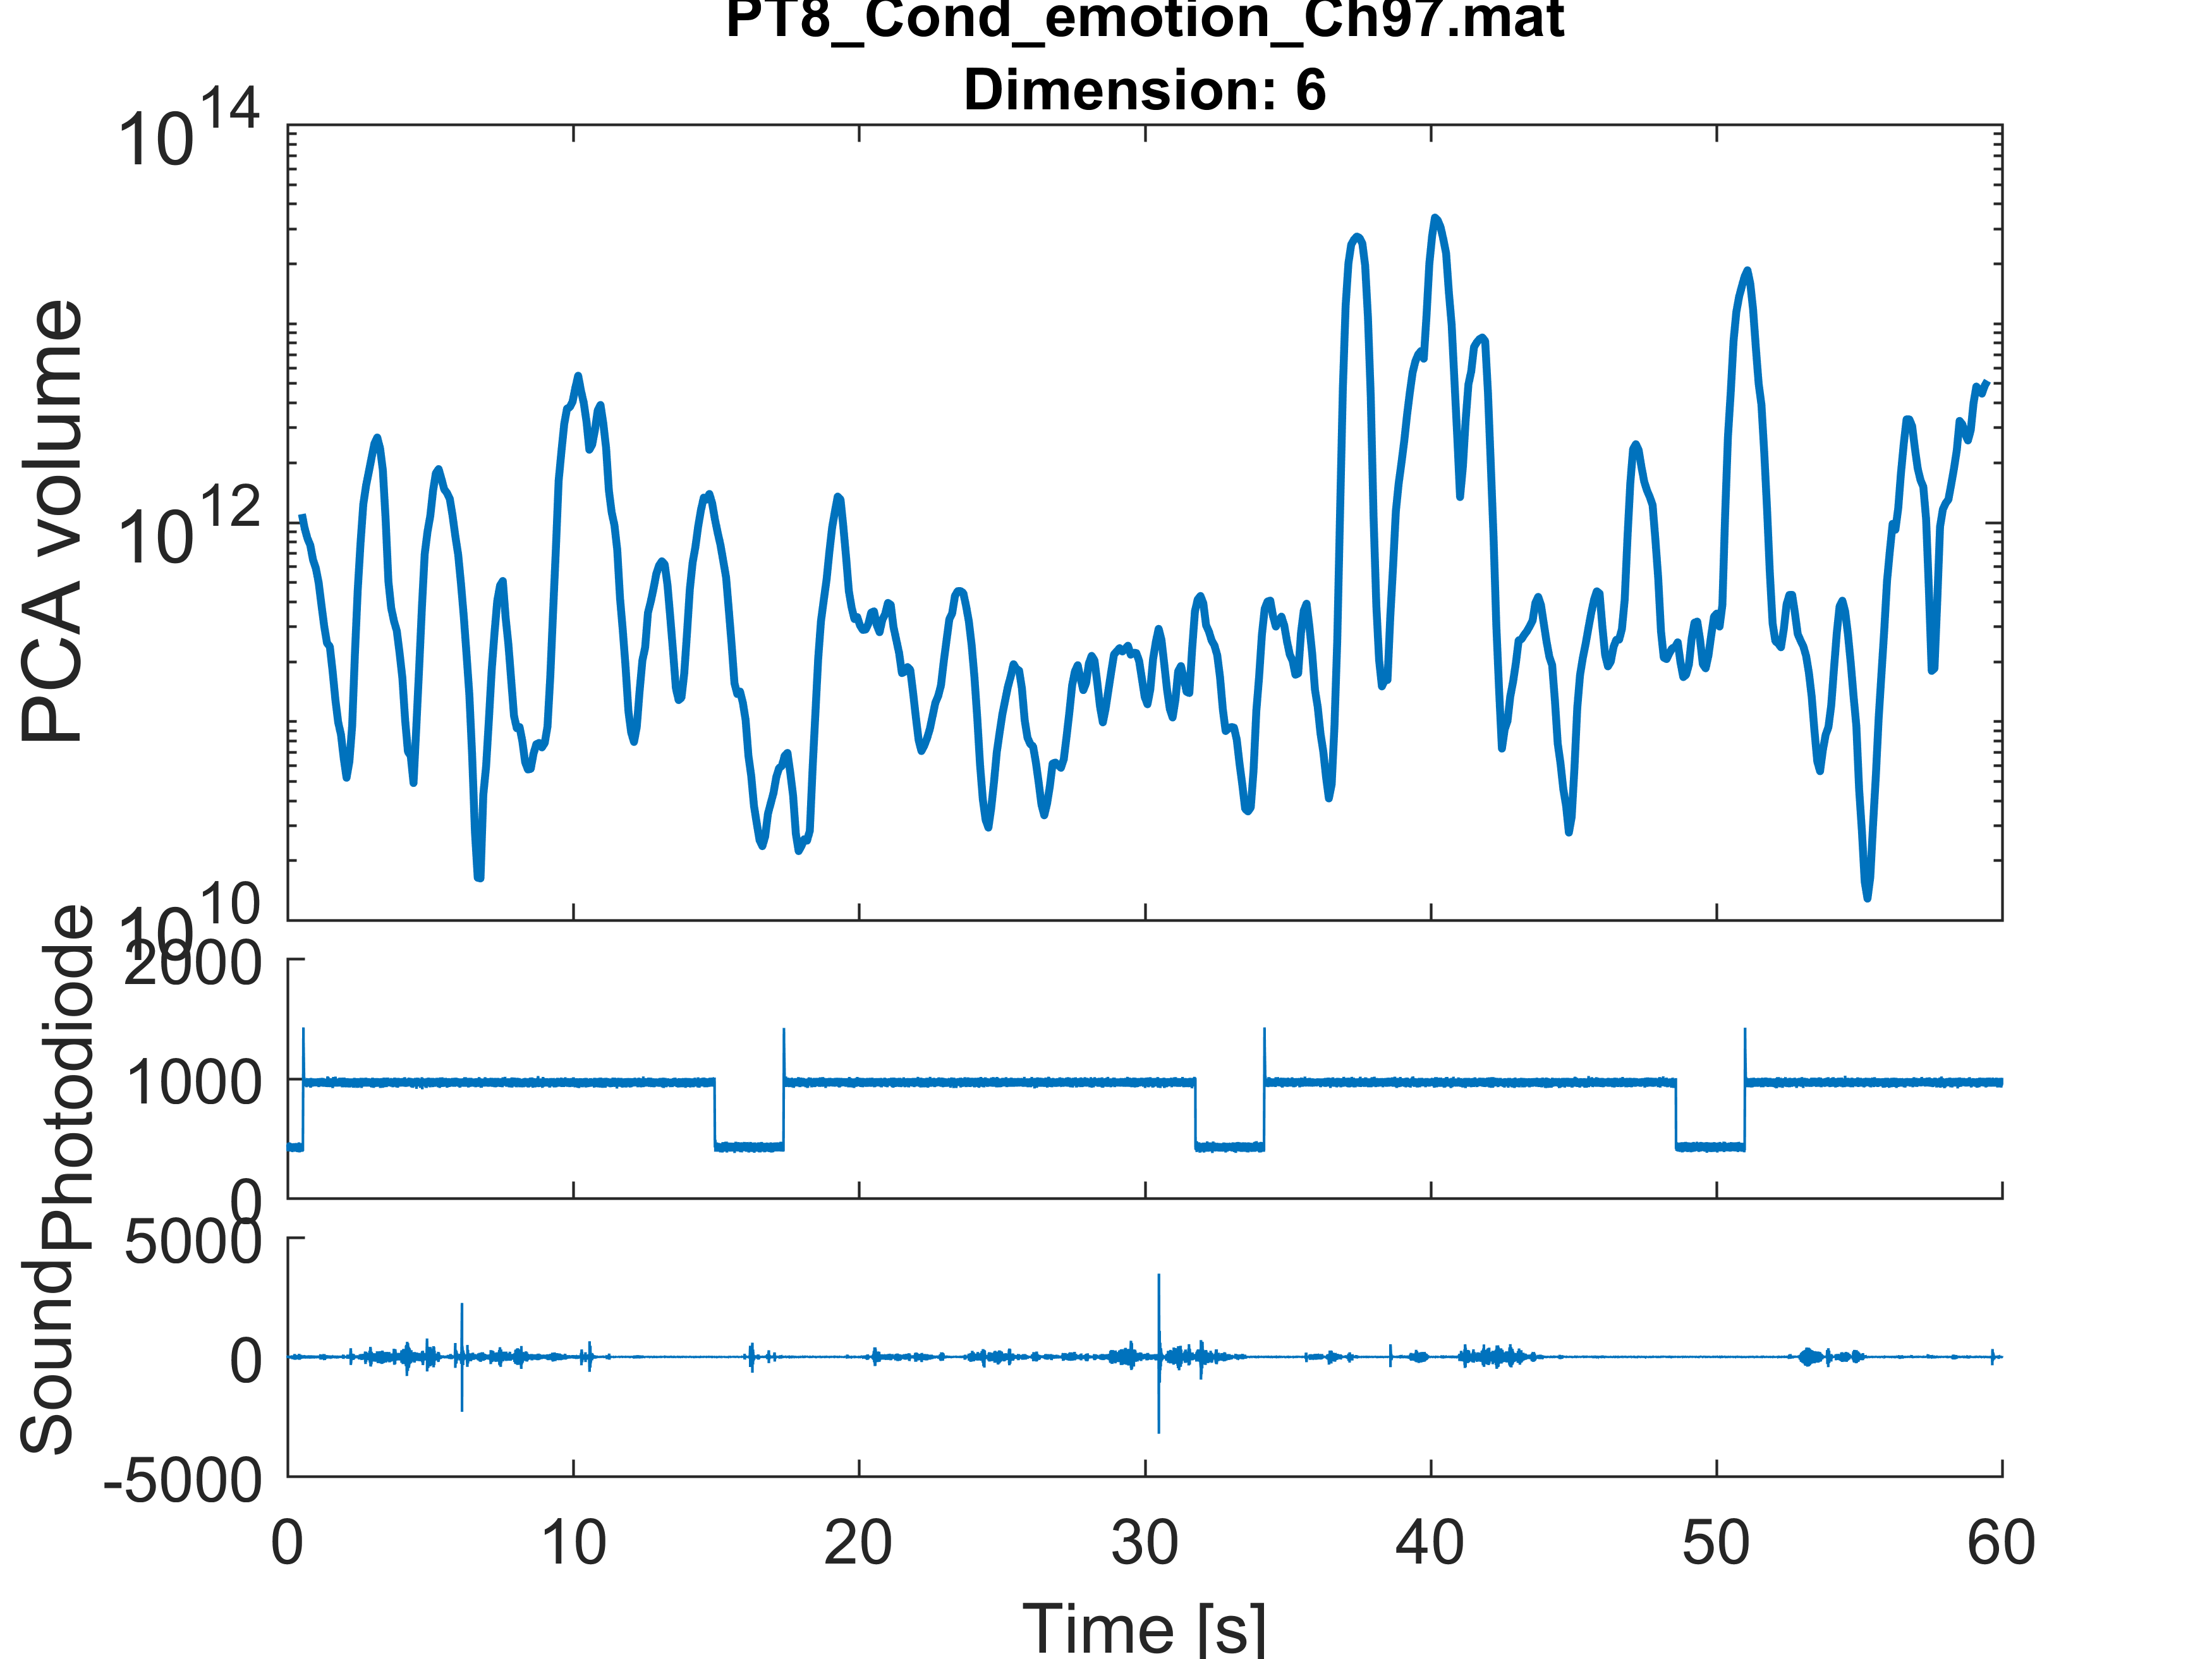 PT8_Cond_emotion_Ch97.mat
Dimension: 6
PCA volume
10^14
10^12
10^10
Photodiode
2000
1000
0
Sound
5000
0
-5000
0 10 20 30 40 50 60
Time [s]